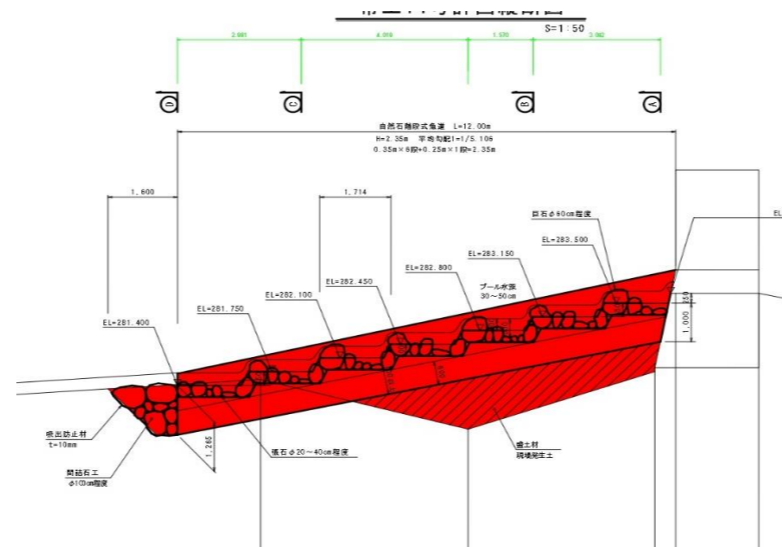 S=1:50
4.019
1.570
D
C
B
A
自然石階段式魚道 L=12.00m
H=2.35m 平均勾配i=1/5.106
0.35m×6段+0.25m×1段=2.35m
1,600
1,714
巨石φ60cm程度
EL
EL=283.500
EL=283.150
EL=282.800
プール水深
30~50cm
EL=282.450
EL=282.100
EL=281.750
EL=281.400
250
1,000
吸出防止材
t=10mm
間詰石工
φ100cm程度
1,265
張石φ20~40cm程度
盛土材
現場発生土